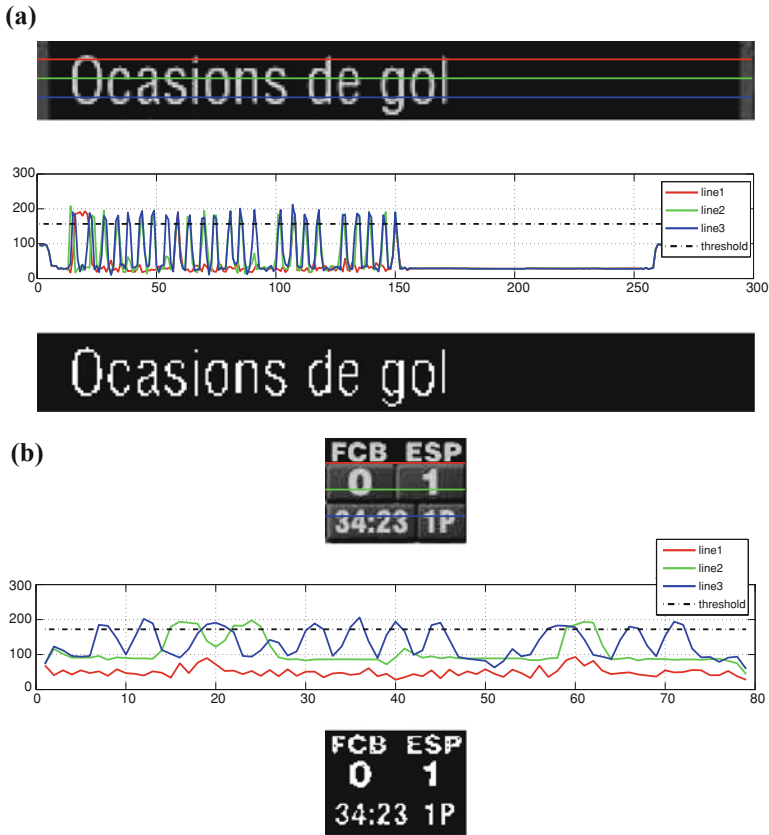 (a)
Ocasions de gol
300
200
100
0
line1
line2
line3
threshold
0 50 100 150 200 250 300
Ocasions de gol
(b)
FCB ESP
0 1
34:23 1P
line1
line2
line3
threshold
300
200
100
0
0 10 20 30 40 50 60 70 80
FCB ESP
0 1
34:23 1P